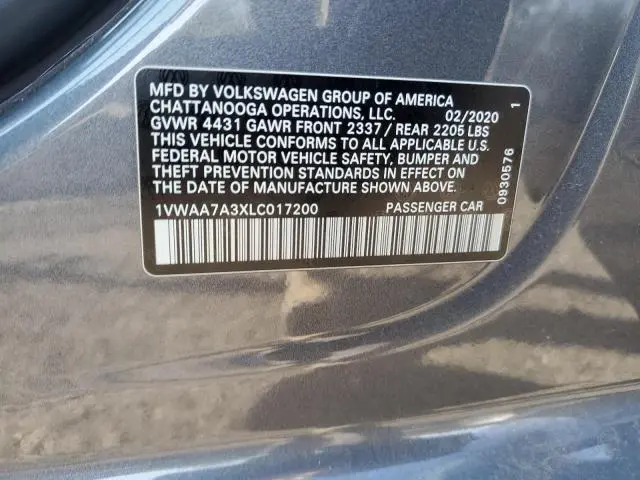 MFD BY VOLKSWAGEN GROUP OF AMERICA
CHATTANOOGA OPERATIONS, LLC. 02/2020
GVWR 4431 GAWR FRONT 2337 / REAR 2205 LBS
THIS VEHICLE CONFORMS TO ALL APPLICABLE
FEDERAL MOTOR VEHICLE SAFETY, BUMPER AND
THEFT PREVENTION STANDARDS IN EFFECT ON
THE DATE OF MANUFACTURE SHOWN ABOVE.
1VWAA7A3XLC017200 PASSENGER CAR
0930576 1